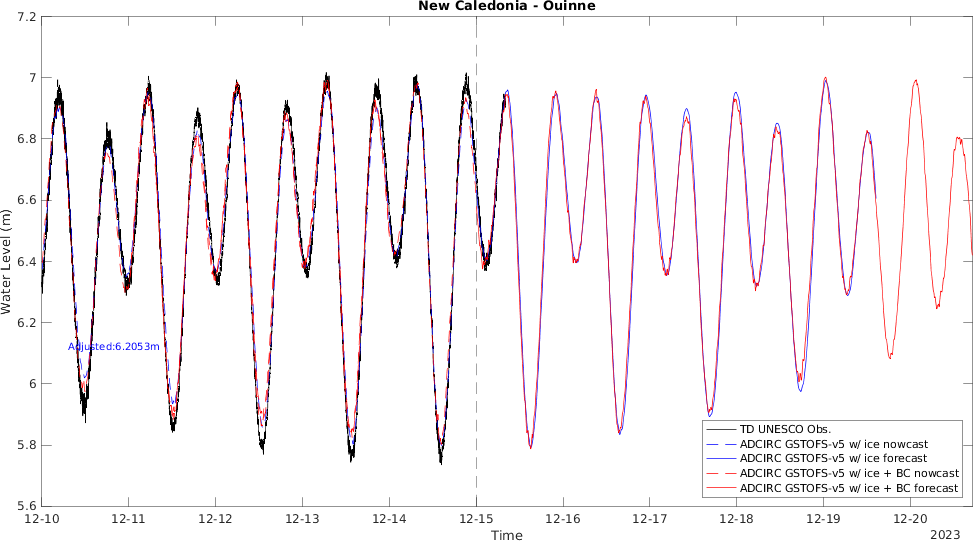 New Caledonia - Ouinne
7.2
7
6.8
6.6
6.4
6.2
6
5.8
5.6
Water Level (m)
Adjusted:6.2053m
TD UNESCO Obs.
ADCIRC GSTOFS-v5 w/ ice nowcast
ADCIRC GSTOFS-v5 w/ ice forecast
ADCIRC GSTOFS-v5 w/ ice + BC nowcast
ADCIRC GSTOFS-v5 w/ ice + BC forecast
12-10 12-11 12-12 12-13 12-14 12-15 12-16 12-17 12-18 12-19 12-20
Time 2023